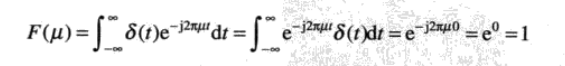 F(μ) = ∫_{-∞}^{∞} δ(t)e^{-j2πμt}dt = ∫_{-∞}^{∞} e^{-j2πμt}δ(t)dt = e^{-j2πμ0} = e^0 = 1